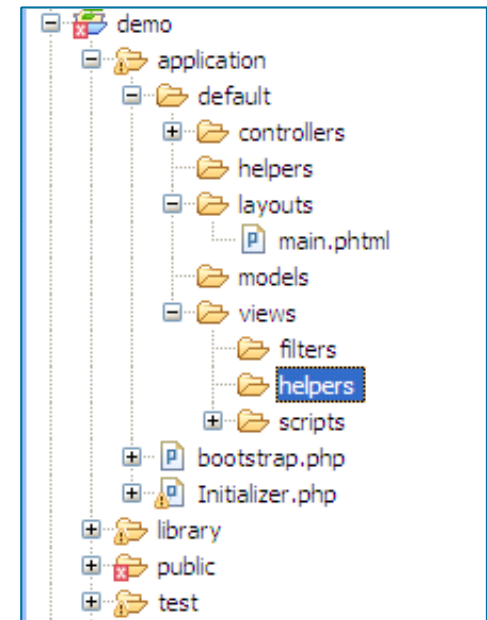 demo
application
default
controllers
helpers
layouts
main.phtml
models
views
filters
helpers
scripts
bootstrap.php
Initializer.php
library
public
test